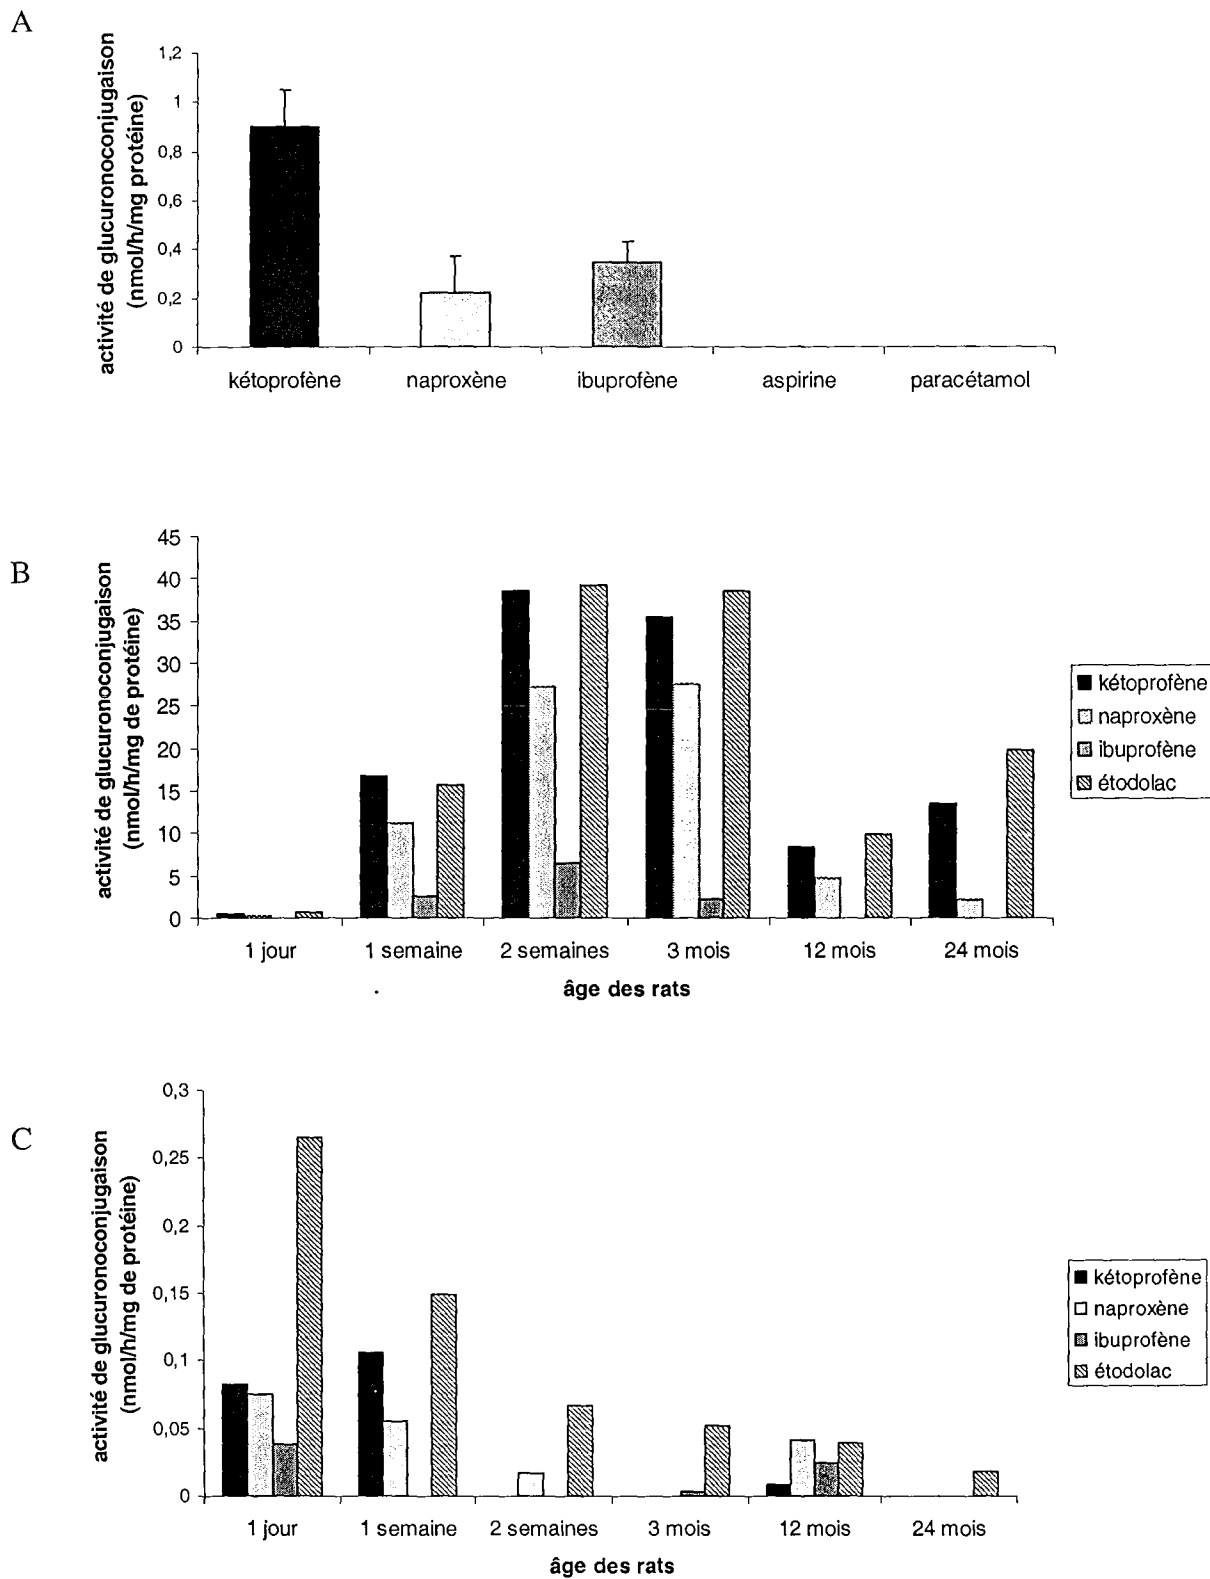 A
activité de glucuronoconjugaison
(nmol/h/mg protéine)
1,2
1
0,8
0,6
0,4
0,2
0
kétoprofène naproxène ibuprofène aspirine paracétamol
B
activité de glucuronoconjugaison
(nmol/h/mg de protéine)
45
40
35
30
25
20
15
10
5
0
1 jour 1 semaine 2 semaines 3 mois 12 mois 24 mois
âge des rats
kétoprofène
naproxène
ibuprofène
étodolac
C
activité de glucuronoconjugaison
(nmol/h/mg de protéine)
0,3
0,25
0,2
0,15
0,1
0,05
0
1 jour 1 semaine 2 semaines 3 mois 12 mois 24 mois
âge des rats
kétoprofène
naproxène
ibuprofène
étodolac